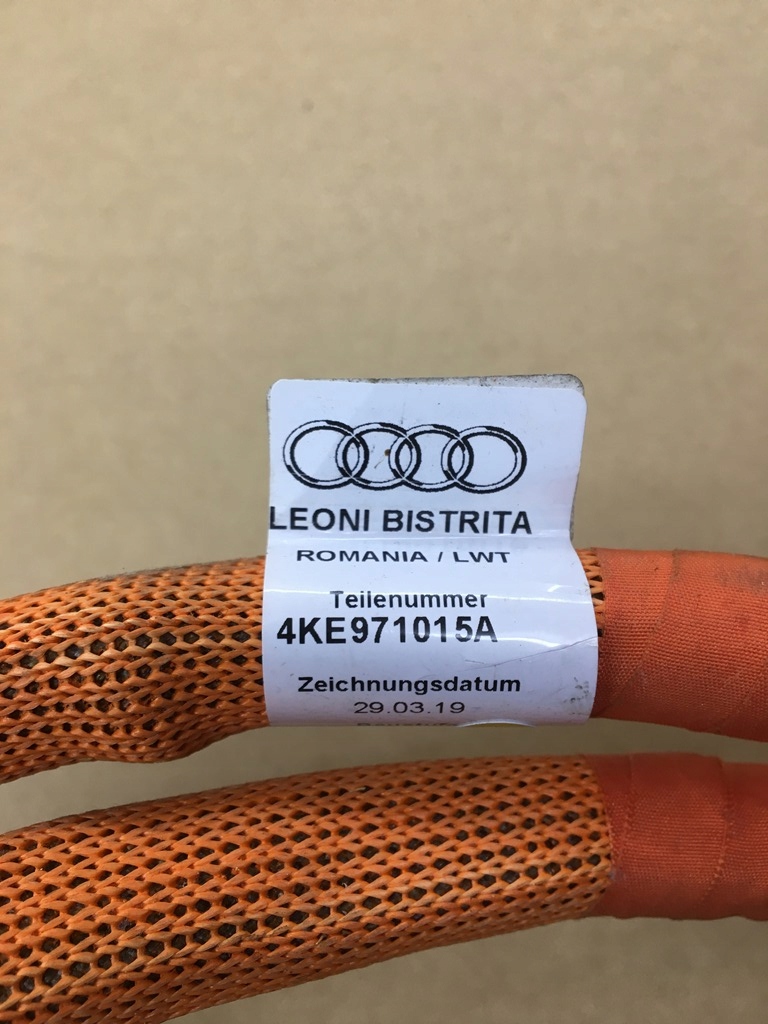 LEONI BISTRITA
ROMANIA / LWT
Teilenummer
4KE971015A
Zeichnungsdatum
29.03.19